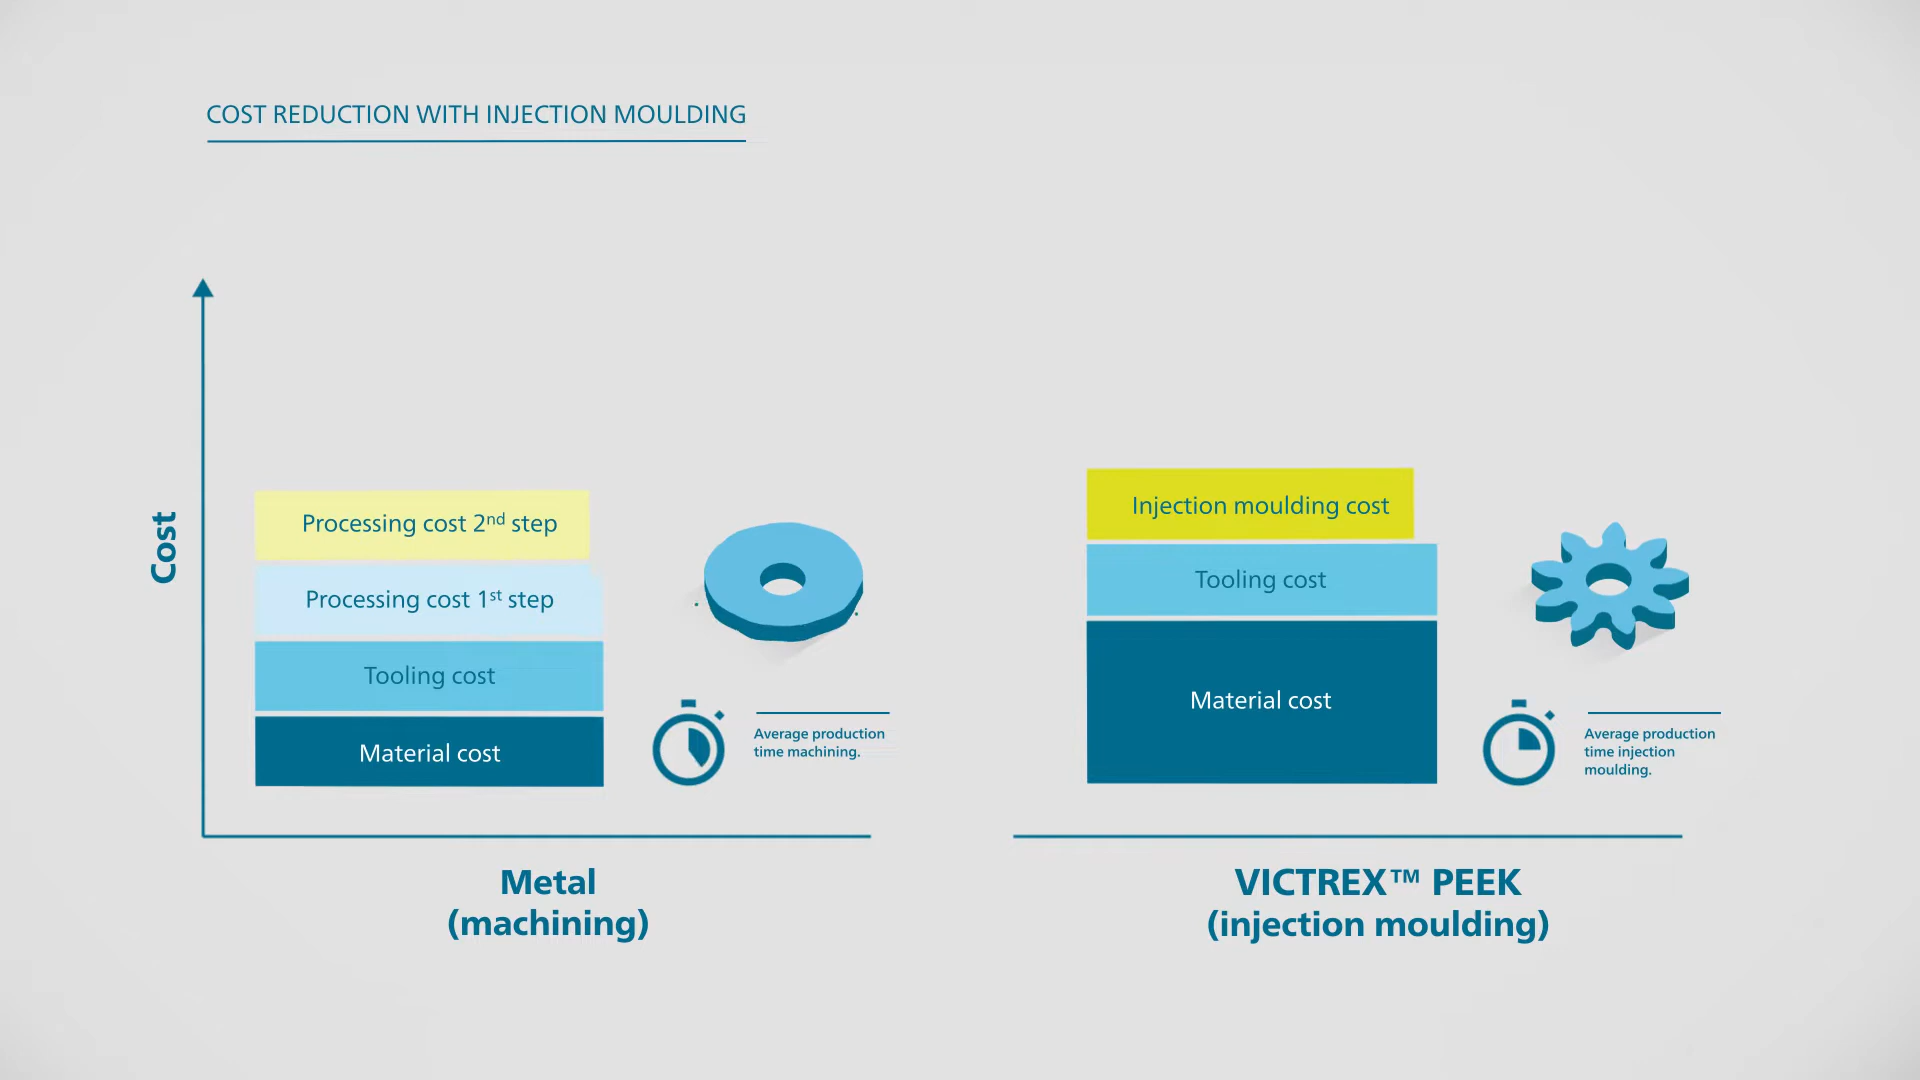 COST REDUCTION WITH INJECTION MOULDING
Cost
Processing cost 2nd step
Processing cost 1st step
Tooling cost
Material cost
Average production
time machining.
Metal
(machining)
Injection moulding cost
Tooling cost
Material cost
Average production
time injection
moulding.
VICTREX™ PEEK
(injection moulding)